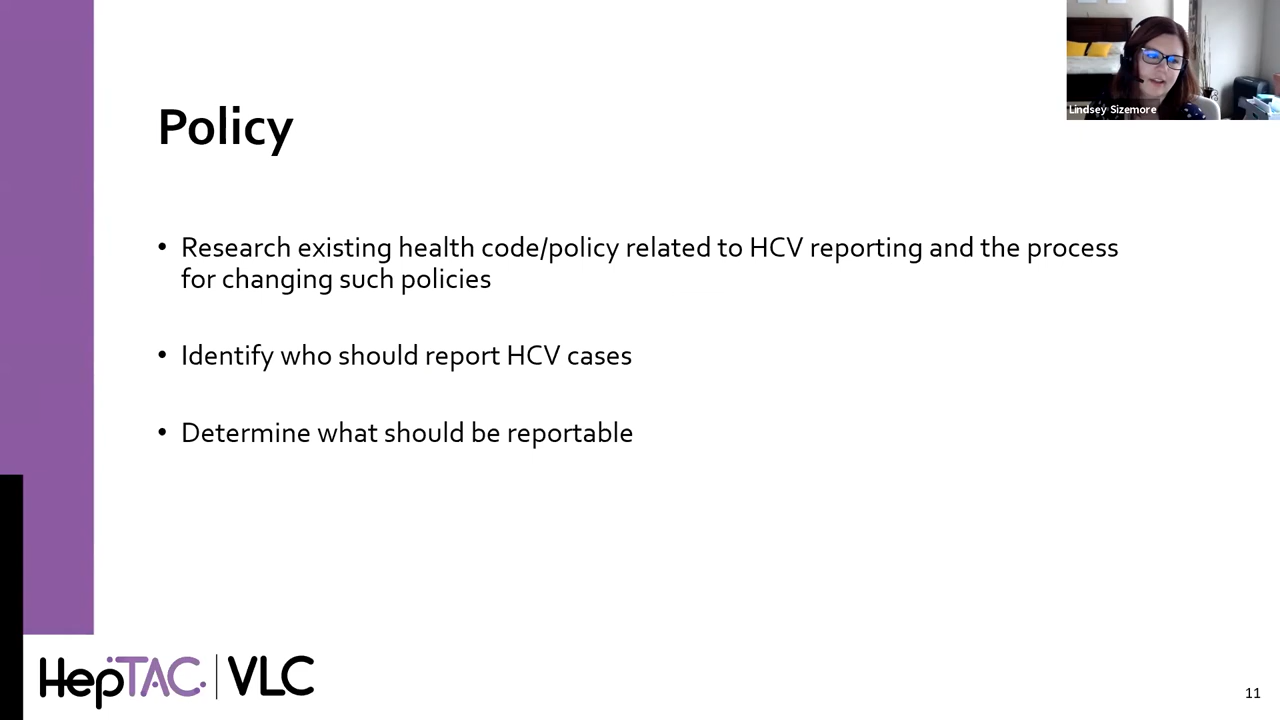 Lindsey Sizemore
Policy
• Research existing health code/policy related to HCV reporting and the process
for changing such policies
• Identify who should report HCV cases
• Determine what should be reportable
HepTAC | VLC
11